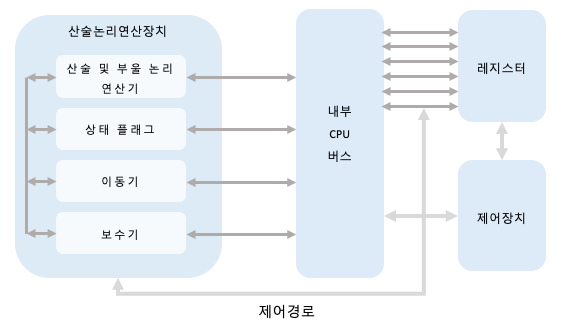 산술논리연산장치
산술 및 부울 논리
연산기
상태 플래그
이동기
보수기
내부
CPU
버스
레지스터
제어장치
제어경로